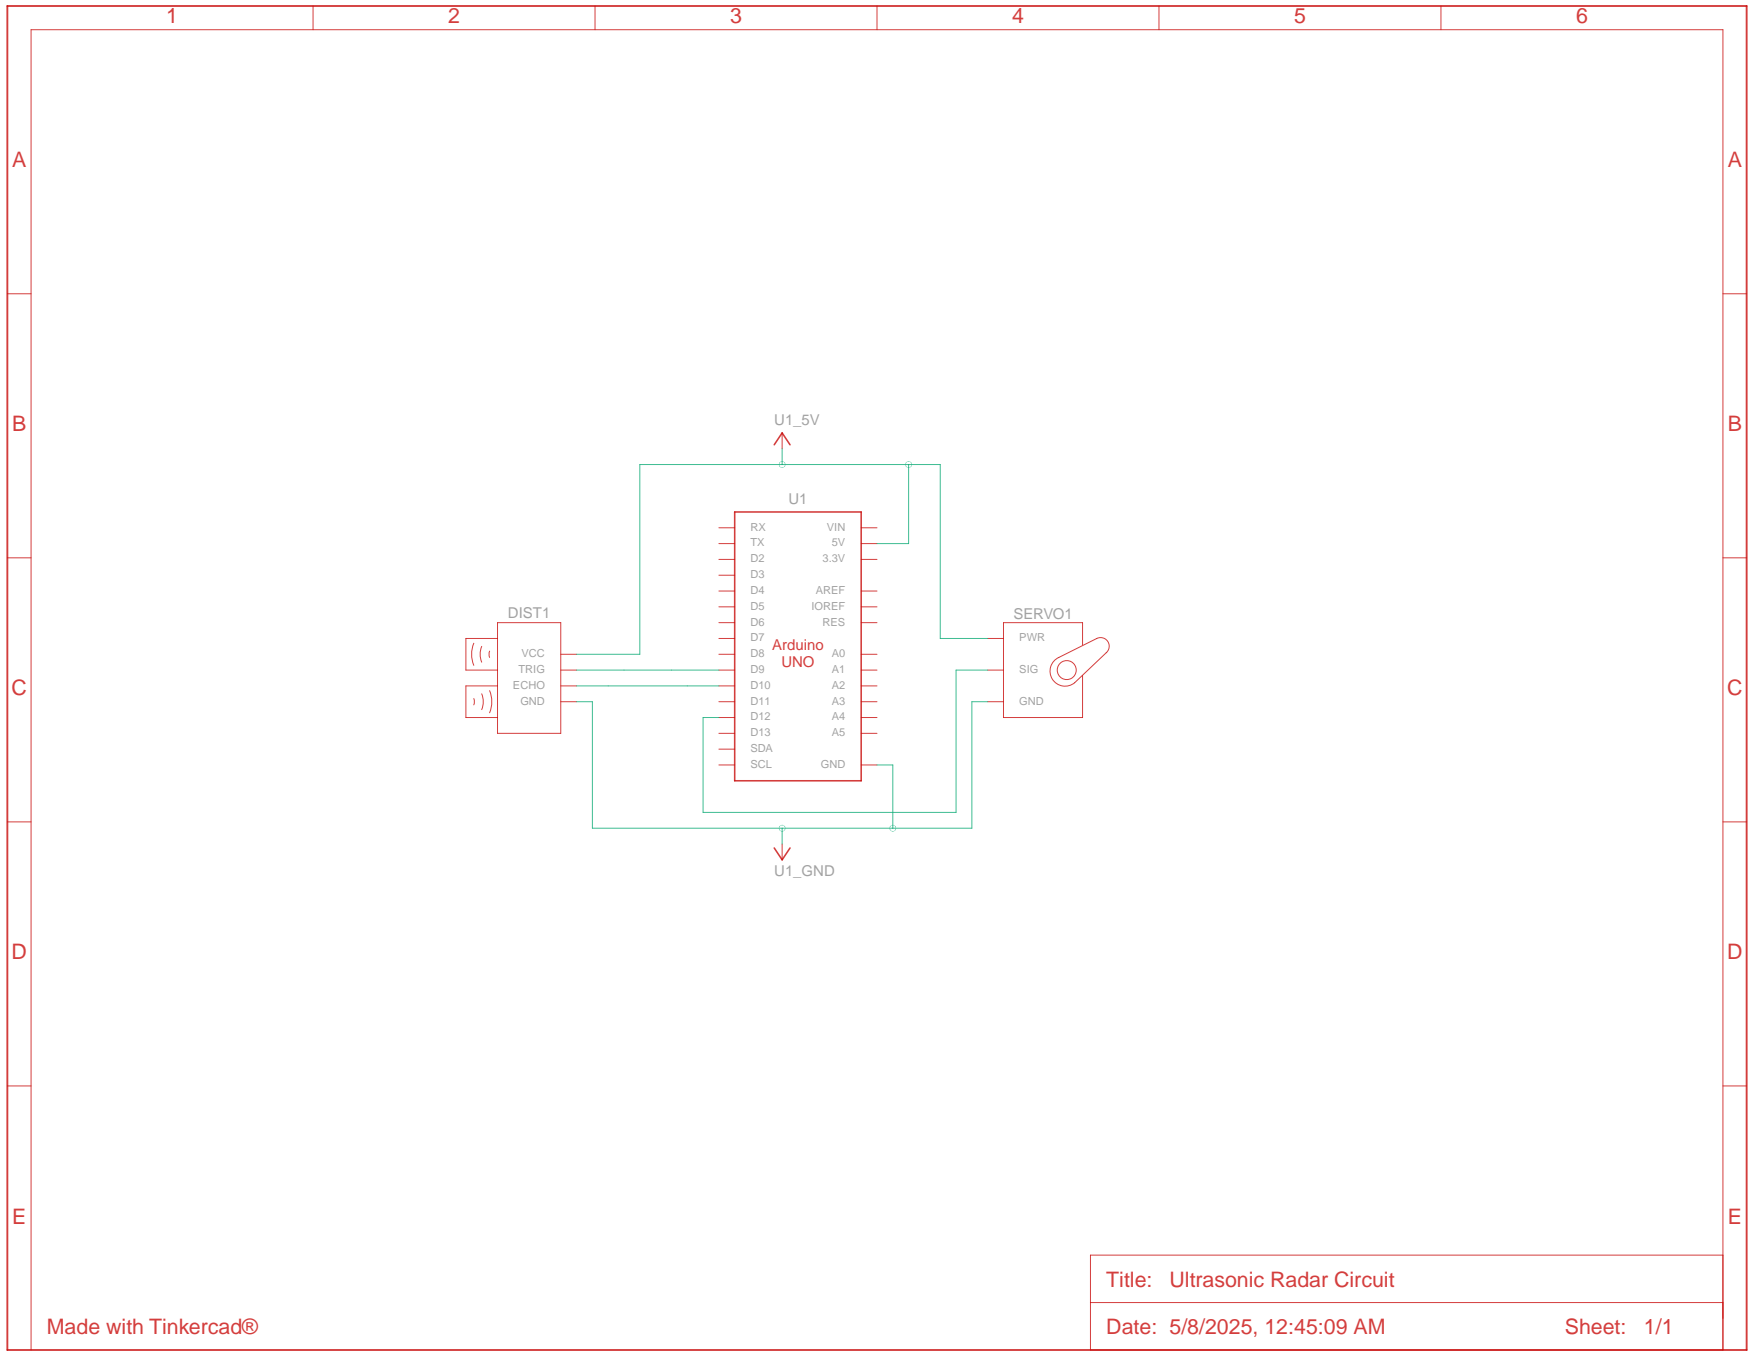 1 2 3 4 5 6
A A
B B
U1_5V
U1
RX VIN
TX 5V
D2 3.3V
D3
D4 AREF
D5 IOREF
D6 RES
D7
D8 A0
D9 A1
D10 A2
D11 A3
D12 A4
D13 A5
SDA
SCL GND
Arduino
UNO
DIST1
VCC
TRIG
ECHO
GND
SERVO1
PWR
SIG
GND
C C
U1_GND
D D
E E
Title: Ultrasonic Radar Circuit
Made with Tinkercad®
Date: 5/8/2025, 12:45:09 AM Sheet: 1/1